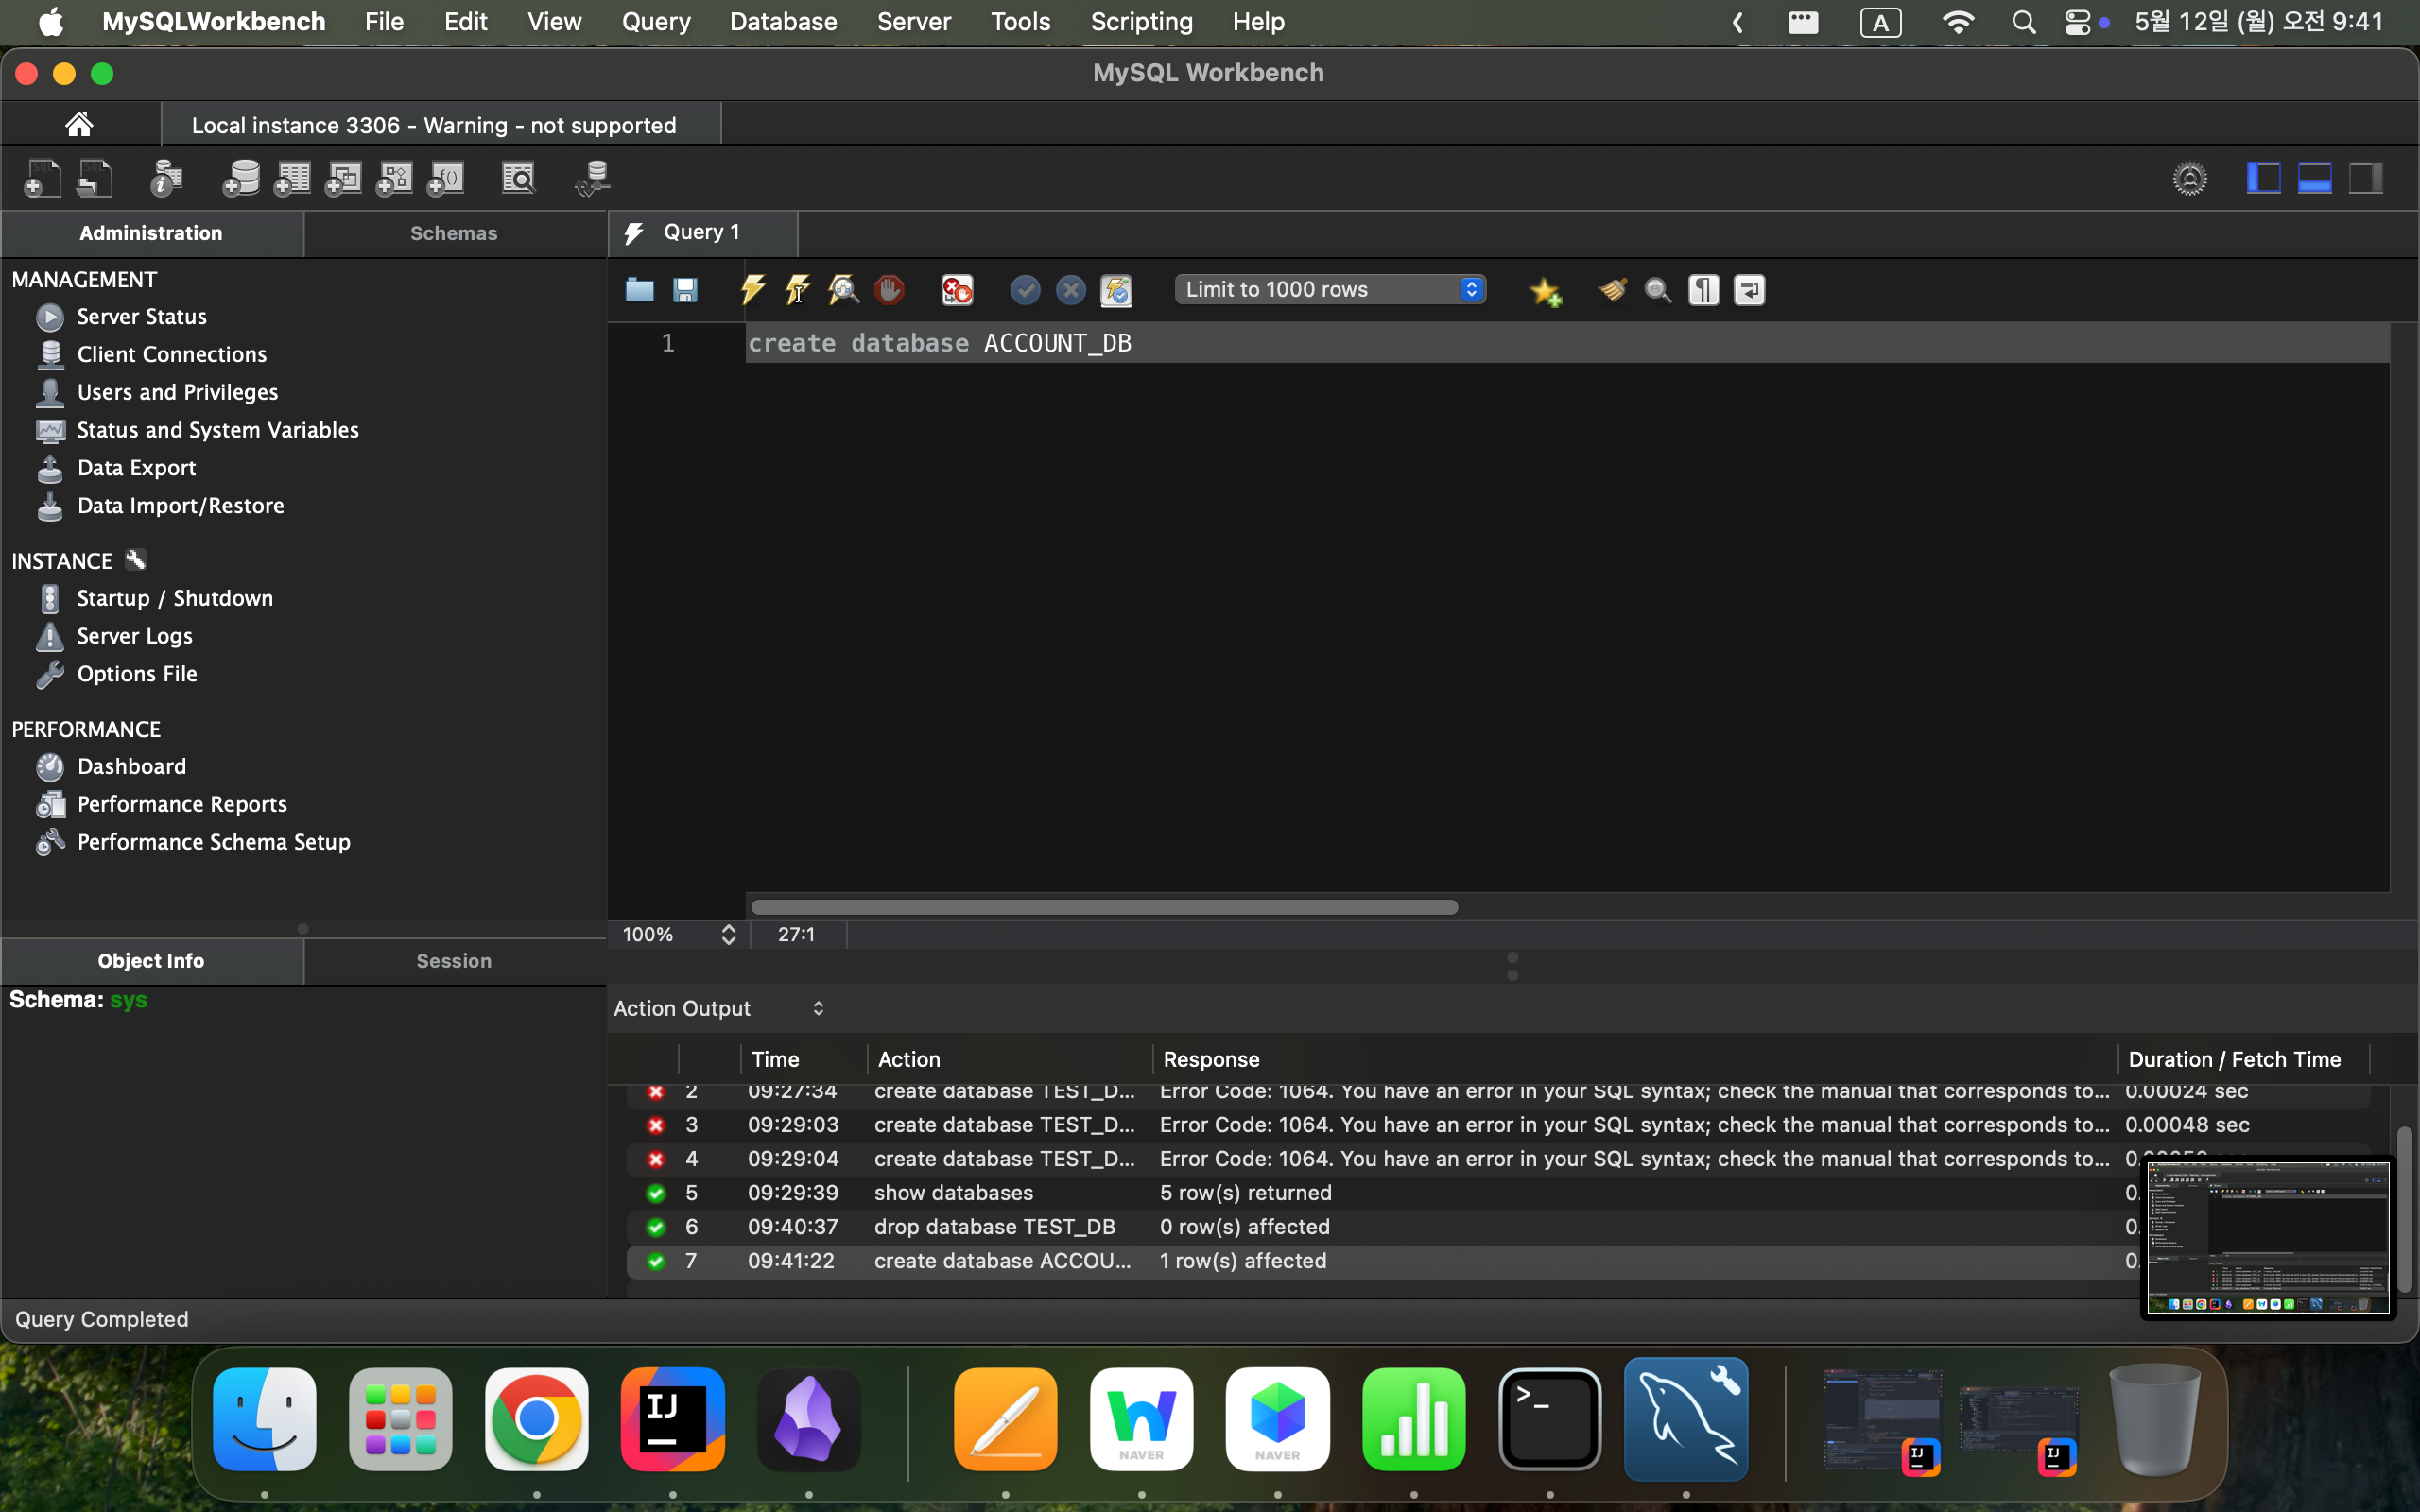 MySQLWorkbench File Edit View Query Database Server Tools Scripting Help A 5월 12일 (월) 오전 9:41
MySQL Workbench
Local instance 3306 - Warning - not supported
Administration Schemas Query 1
MANAGEMENT
Server Status
Client Connections
Users and Privileges
Status and System Variables
Data Export
Data Import/Restore
INSTANCE
Startup / Shutdown
Server Logs
Options File
PERFORMANCE
Dashboard
Performance Reports
Performance Schema Setup
Limit to 1000 rows
1 create database ACCOUNT_DB
100% 27:1
Object Info Session
Schema: sys
Action Output
Time Action Response Duration / Fetch Time
2 09:27:34 create database TEST_D... Error Code: 1064. You have an error in your SQL syntax; check the manual that corresponds to... 0.00024 sec
3 09:29:03 create database TEST_D... Error Code: 1064. You have an error in your SQL syntax; check the manual that corresponds to... 0.00048 sec
4 09:29:04 create database TEST_D... Error Code: 1064. You have an error in your SQL syntax; check the manual that corresponds to...
5 09:29:39 show databases 5 row(s) returned 0.
6 09:40:37 drop database TEST_DB 0 row(s) affected 0.
7 09:41:22 create database ACCOU... 1 row(s) affected 0.
Query Completed
IJ
NAVER
NAVER
IJ
IJ